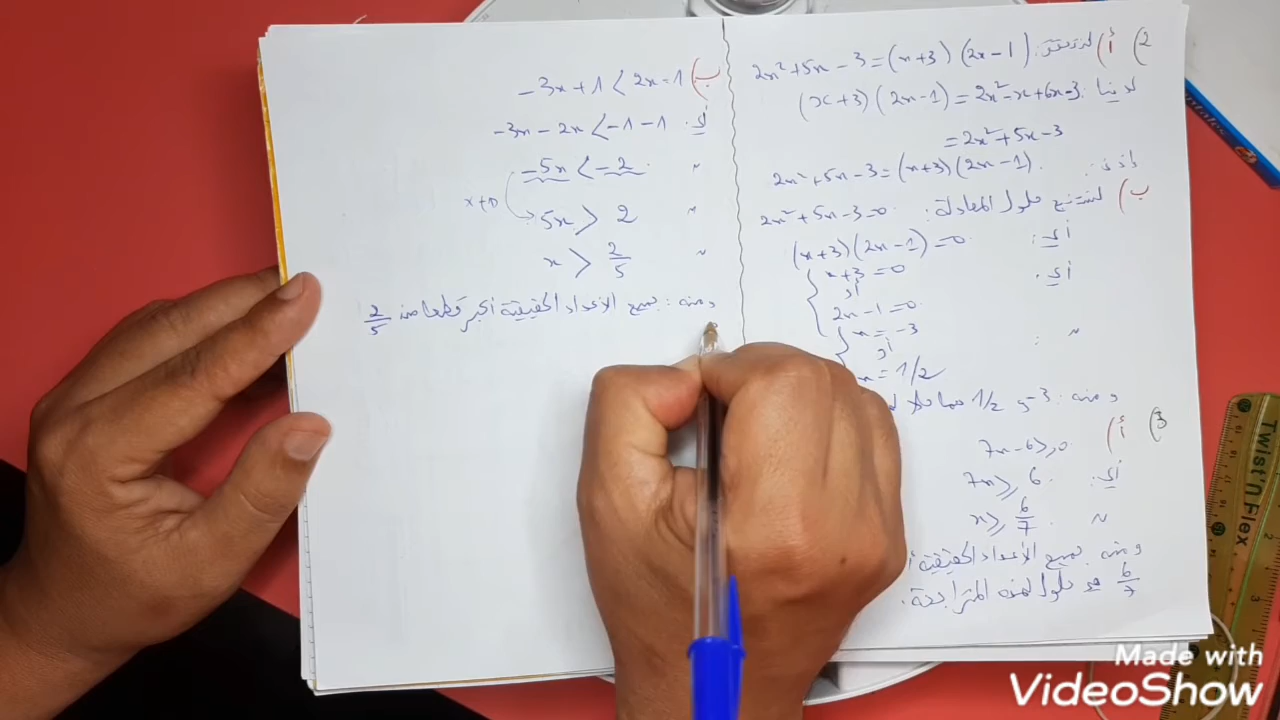 2) أ) لنتحقق: 2x²+5x-3=(x+3)(2x-1)
لدينا: (x+3)(2x-1)=2x²-x+6x-3
=2x²+5x-3
إذن: 2x²+5x-3=(x+3)(2x-1).
ب) لنستنتج حلول المعادلة: 2x²+5x-3=0
أي: (x+3)(2x-1)=0
أي: x+3=0
أو
2x-1=0
〃 : x=-3
أو
x=1/2
ومنه: -3 و 1/2 هما
3) أ) 7x-6⩾0
أي: 7x⩾6
〃 x⩾6/7
ومنه: جميع الأعداد الحقيقية
6/7 هو حلول لهذه المتراجحة.
ب) -3x+1<2x-1
أي: -3x-2x<-1-1
〃 -5x<-2
〃 5x>2
〃 x>2/5
ومنه: جميع الأعداد الحقيقية أكبر قطعا من 2/5
Twist'n Flex
Made with
VideoShow